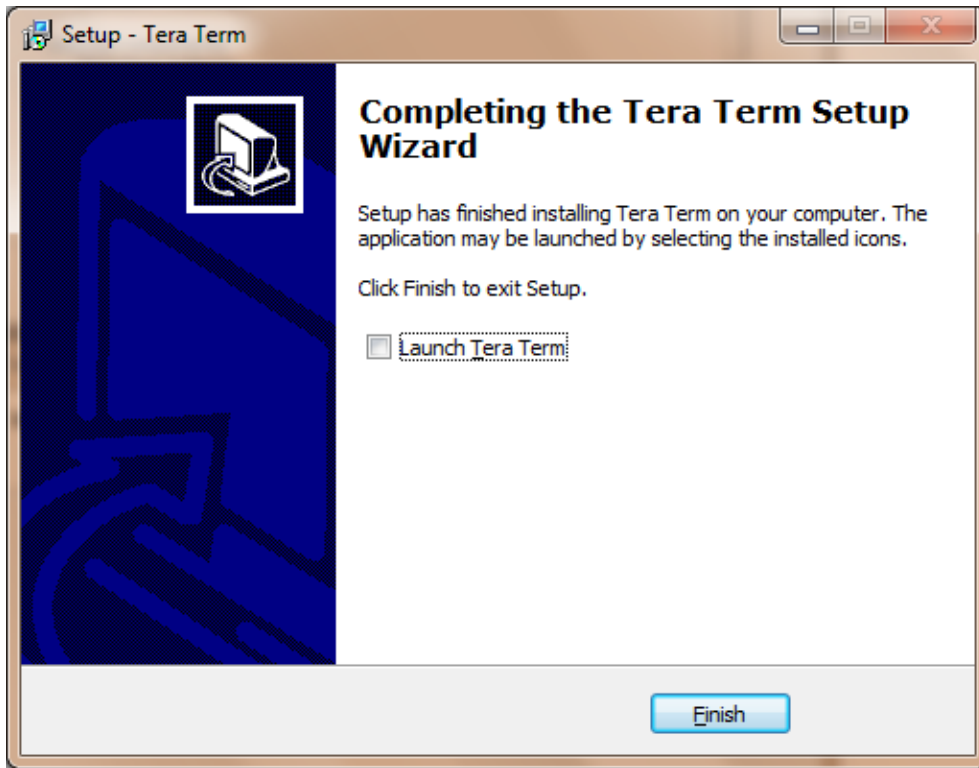 Setup - Tera Term
Completing the Tera Term Setup
Wizard
Setup has finished installing Tera Term on your computer. The
application may be launched by selecting the installed icons.
Click Finish to exit Setup.
Launch Tera Term
Finish